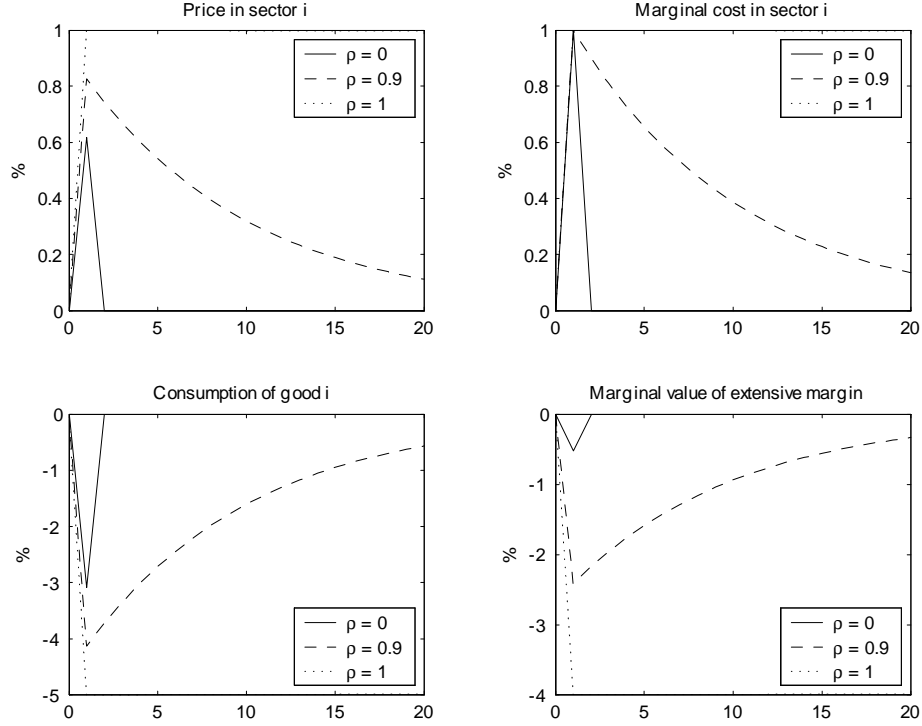 Price in sector i
1
0.8
0.6
0.4
0.2
0
%
0 5 10 15 20
ρ = 0
ρ = 0.9
ρ = 1
Marginal cost in sector i
1
0.8
0.6
0.4
0.2
0
%
0 5 10 15 20
ρ = 0
ρ = 0.9
ρ = 1
Consumption of good i
0
-1
-2
-3
-4
-5
%
0 5 10 15 20
ρ = 0
ρ = 0.9
ρ = 1
Marginal value of extensive margin
0
-1
-2
-3
-4
%
0 5 10 15 20
ρ = 0
ρ = 0.9
ρ = 1